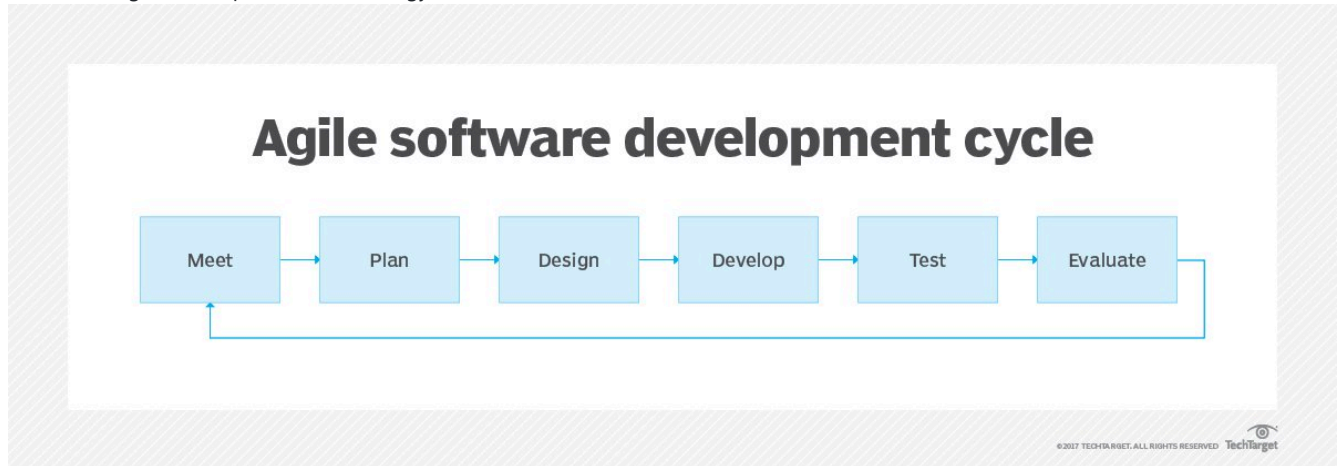 Agile software development cycle
Meet Plan Design Develop Test Evaluate
©2017 TECHTARGET. ALL RIGHTS RESERVED TechTarget